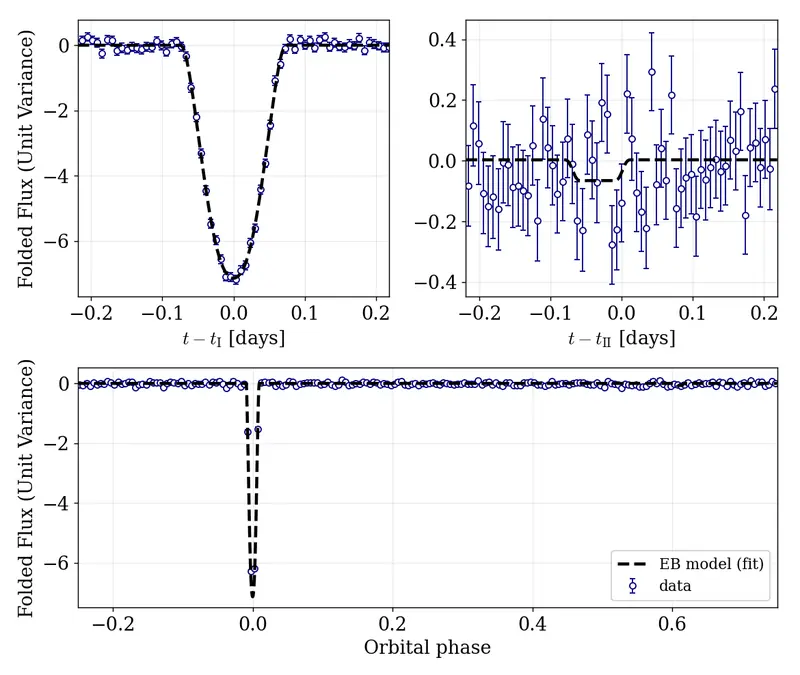 Folded Flux (Unit Variance)
0
−2
−4
−6
−0.2 −0.1 0.0 0.1 0.2
t − tI [days]
0.4
0.2
0.0
−0.2
−0.4
−0.2 −0.1 0.0 0.1 0.2
t − tII [days]
Folded Flux (Unit Variance)
0
−2
−4
−6
EB model (fit)
data
−0.2 0.0 0.2 0.4 0.6
Orbital phase